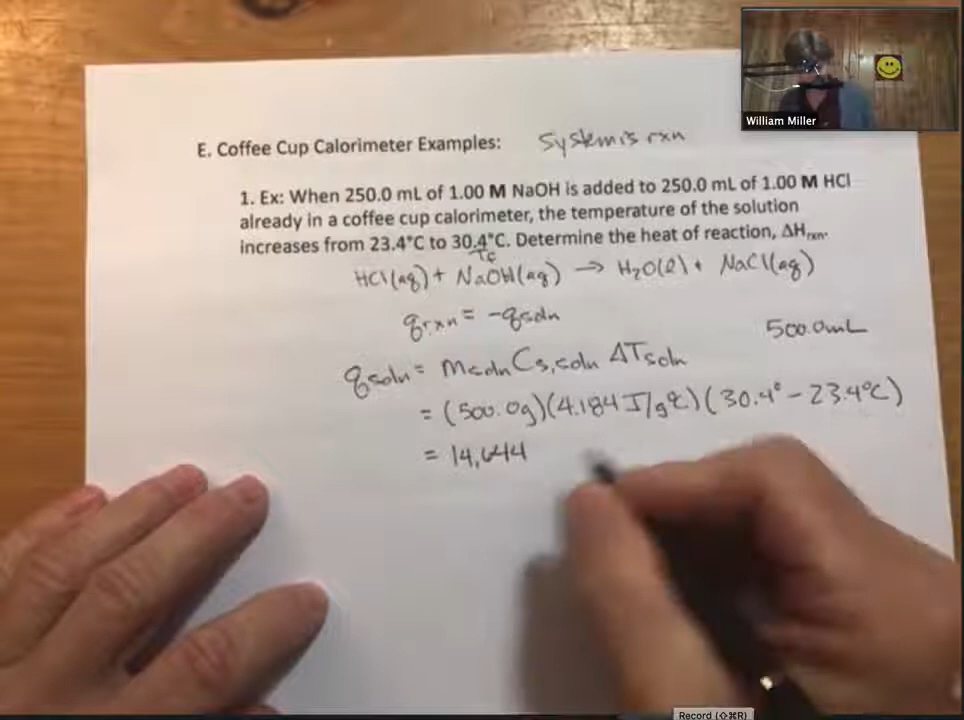 William Miller
E. Coffee Cup Calorimeter Examples: System is rxn
1. Ex: When 250.0 mL of 1.00 M NaOH is added to 250.0 mL of 1.00 M HCl
already in a coffee cup calorimeter, the temperature of the solution
increases from 23.4°C to 30.4°C. Determine the heat of reaction, ΔHrxn.
HCl(aq) + NaOH(aq) → H₂O(l) + NaCl(aq)
qrxn = -qsoln
500.0mL
qsoln = msoln Cs,soln ΔTsoln
= (500.0g)(4.184 J/g°C)(30.4° - 23.4°C)
= 14,644
Record (⇧⌘R)